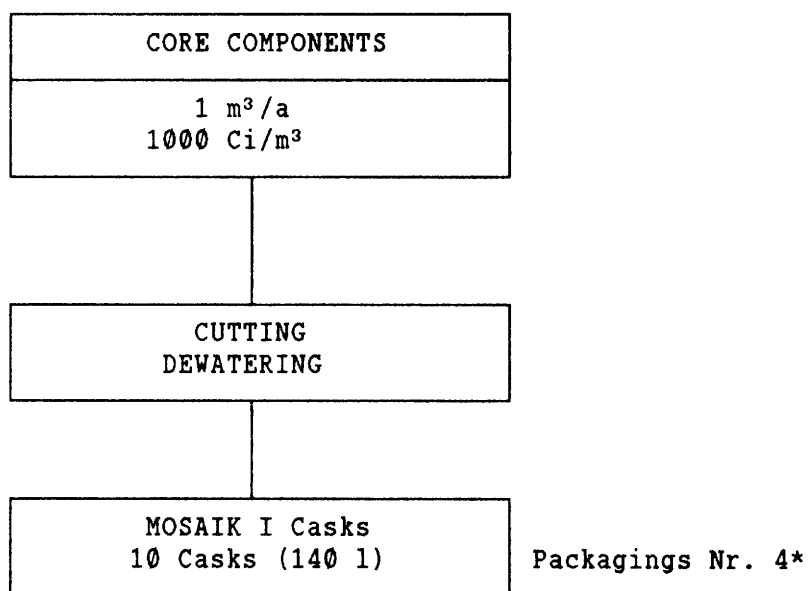 CORE COMPONENTS
1 m³/a
1000 Ci/m³
CUTTING
DEWATERING
MOSAIK I Casks
10 Casks (140 l)
Packagings Nr. 4*